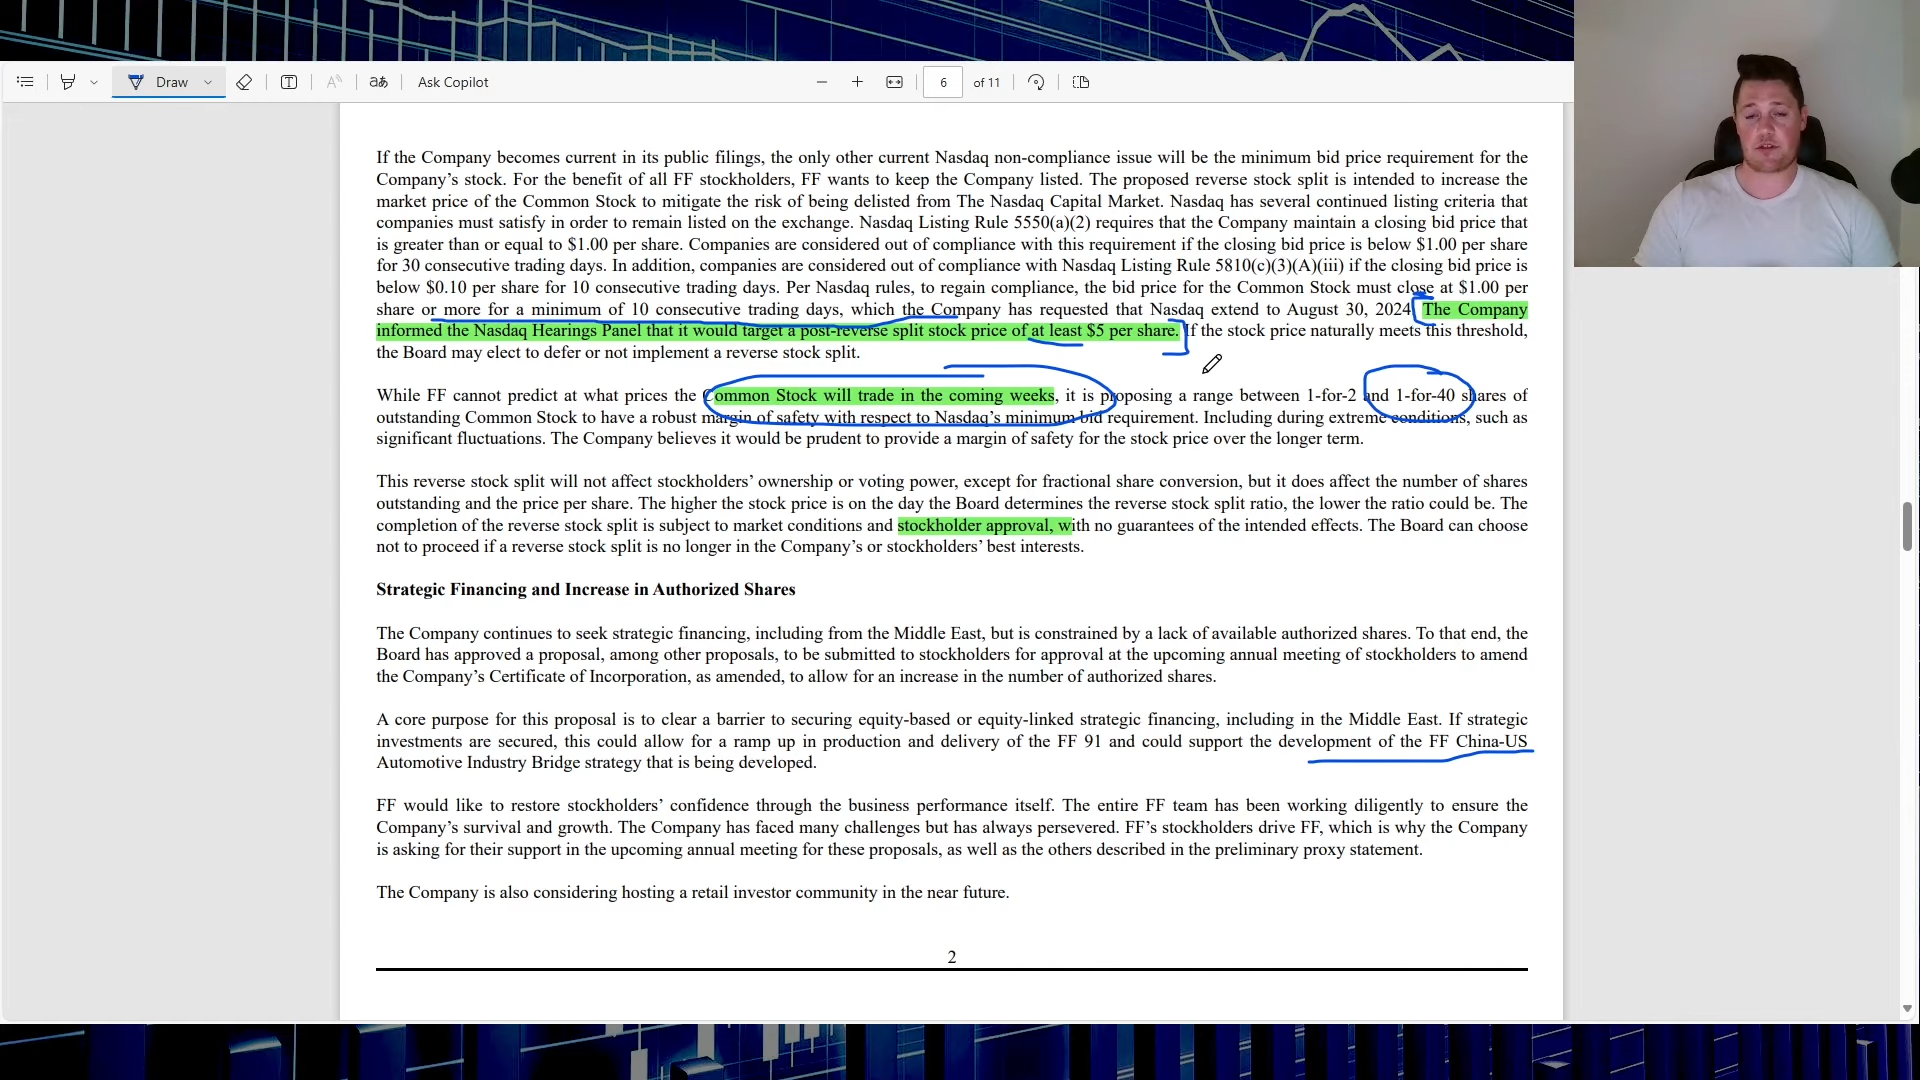 Draw
Ask Copilot
6
of 11
If the Company becomes current in its public filings, the only other current Nasdaq non-compliance issue will be the minimum bid price requirement for the
Company’s stock. For the benefit of all FF stockholders, FF wants to keep the Company listed. The proposed reverse stock split is intended to increase the
market price of the Common Stock to mitigate the risk of being delisted from The Nasdaq Capital Market. Nasdaq has several continued listing criteria that
companies must satisfy in order to remain listed on the exchange. Nasdaq Listing Rule 5550(a)(2) requires that the Company maintain a closing bid price that
is greater than or equal to $1.00 per share. Companies are considered out of compliance with this requirement if the closing bid price is below $1.00 per share
for 30 consecutive trading days. In addition, companies are considered out of compliance with Nasdaq Listing Rule 5810(c)(3)(A)(iii) if the closing bid price is
below $0.10 per share for 10 consecutive trading days. Per Nasdaq rules, to regain compliance, the bid price for the Common Stock must close at $1.00 per
share or more for a minimum of 10 consecutive trading days, which the Company has requested that Nasdaq extend to August 30, 2024. The Company
informed the Nasdaq Hearings Panel that it would target a post-reverse split stock price of at least $5 per share. If the stock price naturally meets this threshold,
the Board may elect to defer or not implement a reverse stock split.
While FF cannot predict at what prices the Common Stock will trade in the coming weeks, it is proposing a range between 1-for-2 and 1-for-40 shares of
outstanding Common Stock to have a robust margin of safety with respect to Nasdaq’s minimum bid requirement. Including during extreme conditions, such as
significant fluctuations. The Company believes it would be prudent to provide a margin of safety for the stock price over the longer term.
This reverse stock split will not affect stockholders’ ownership or voting power, except for fractional share conversion, but it does affect the number of shares
outstanding and the price per share. The higher the stock price is on the day the Board determines the reverse stock split ratio, the lower the ratio could be. The
completion of the reverse stock split is subject to market conditions and stockholder approval, with no guarantees of the intended effects. The Board can choose
not to proceed if a reverse stock split is no longer in the Company’s or stockholders’ best interests.
Strategic Financing and Increase in Authorized Shares
The Company continues to seek strategic financing, including from the Middle East, but is constrained by a lack of available authorized shares. To that end, the
Board has approved a proposal, among other proposals, to be submitted to stockholders for approval at the upcoming annual meeting of stockholders to amend
the Company’s Certificate of Incorporation, as amended, to allow for an increase in the number of authorized shares.
A core purpose for this proposal is to clear a barrier to securing equity-based or equity-linked strategic financing, including in the Middle East. If strategic
investments are secured, this could allow for a ramp up in production and delivery of the FF 91 and could support the development of the FF China-US
Automotive Industry Bridge strategy that is being developed.
FF would like to restore stockholders’ confidence through the business performance itself. The entire FF team has been working diligently to ensure the
Company’s survival and growth. The Company has faced many challenges but has always persevered. FF’s stockholders drive FF, which is why the Company
is asking for their support in the upcoming annual meeting for these proposals, as well as the others described in the preliminary proxy statement.
The Company is also considering hosting a retail investor community in the near future.
2